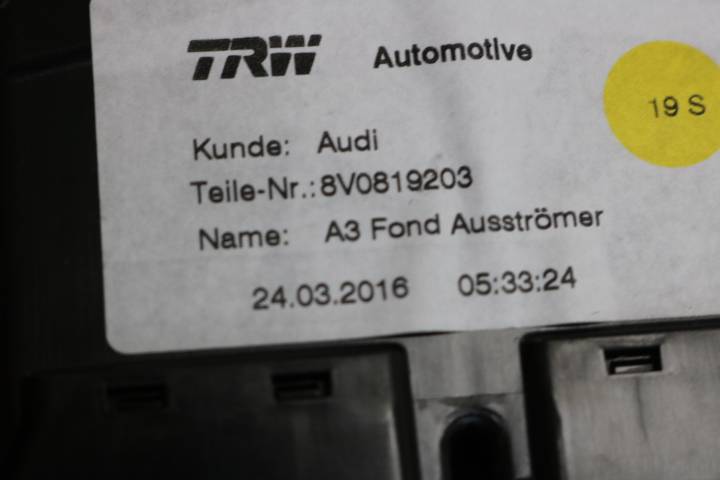 TRW Automotive
19 S
Kunde: Audi
Teile-Nr.: 8V0819203
Name: A3 Fond Ausströmer
24.03.2016 05:33:24